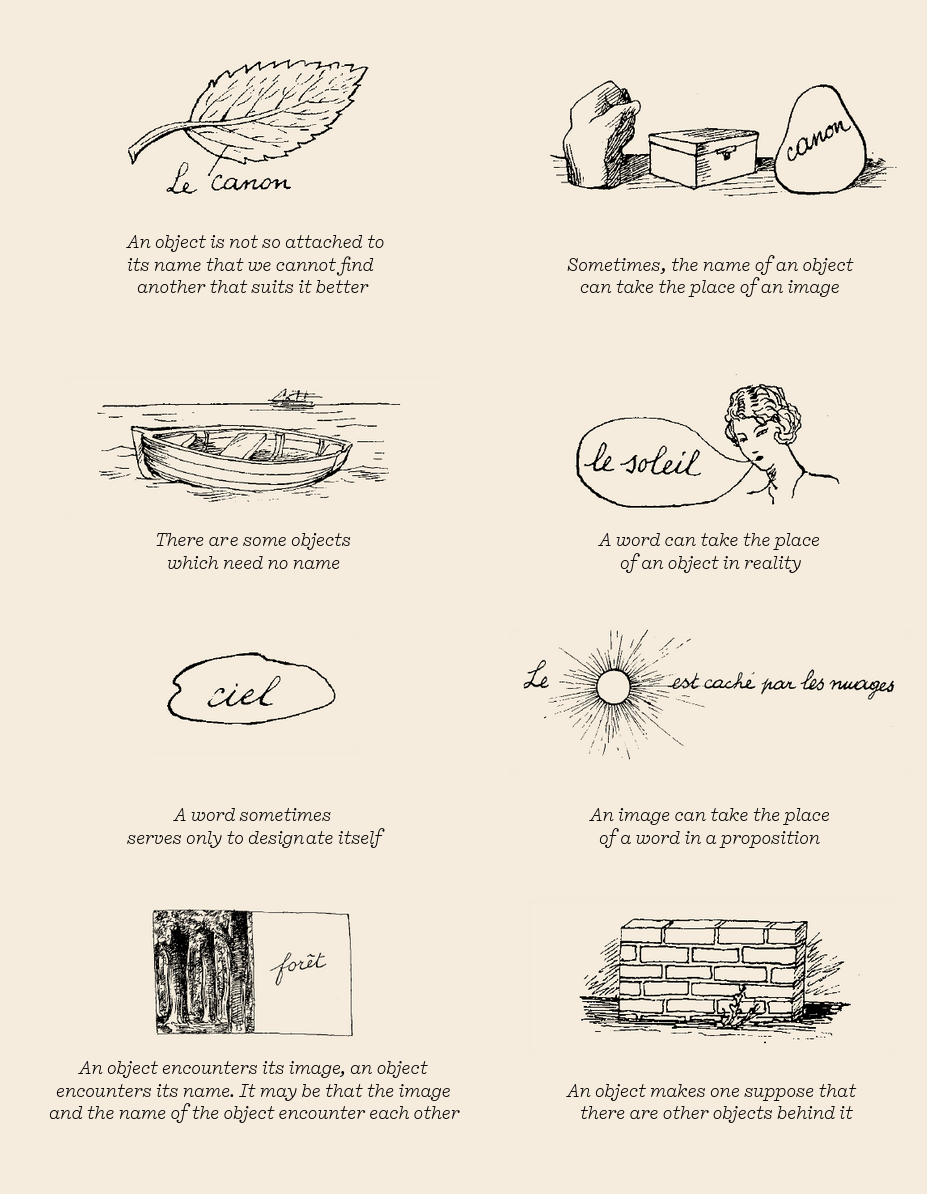 Le canon
An object is not so attached to
its name that we cannot find
another that suits it better
canon
Sometimes, the name of an object
can take the place of an image
There are some objects
which need no name
le soleil
A word can take the place
of an object in reality
ciel
A word sometimes
serves only to designate itself
Le est caché par les nuages
An image can take the place
of a word in a proposition
forêt
An object encounters its image, an object
encounters its name. It may be that the image
and the name of the object encounter each other
An object makes one suppose that
there are other objects behind it